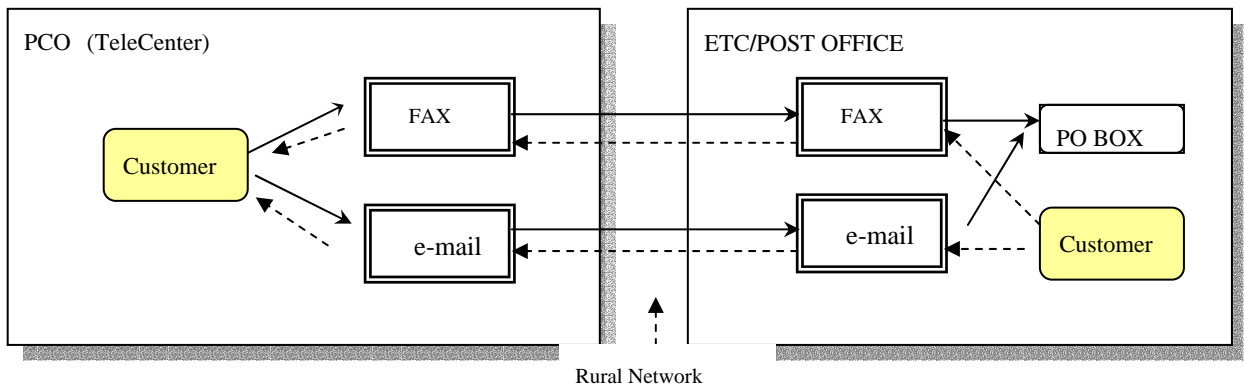 PCO (TeleCenter)
Customer
FAX
e-mail
ETC/POST OFFICE
FAX
PO BOX
e-mail
Customer
Rural Network